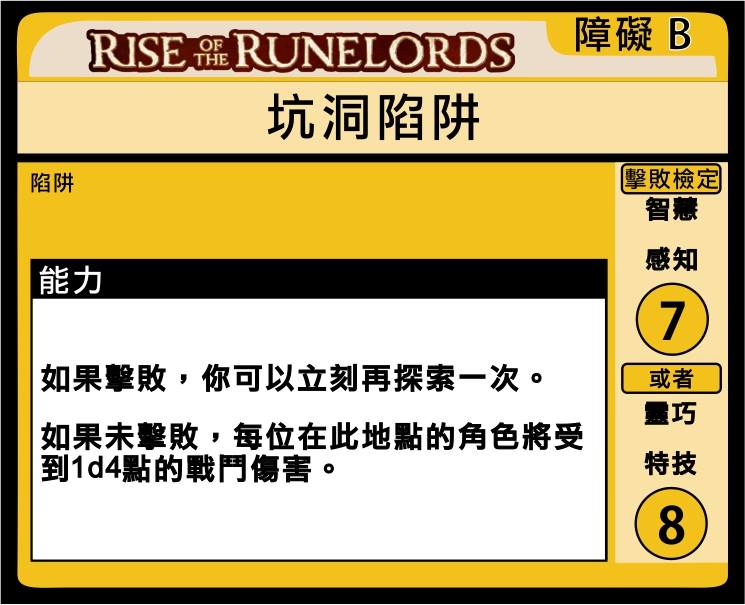 RISE OF THE RUNELORDS
障礙 B
坑洞陷阱
陷阱
擊敗檢定
智慧
感知
7
或者
靈巧
特技
8
能力
如果擊敗，你可以立刻再探索一次。
如果未擊敗，每位在此地點的角色將受
到1d4點的戰鬥傷害。